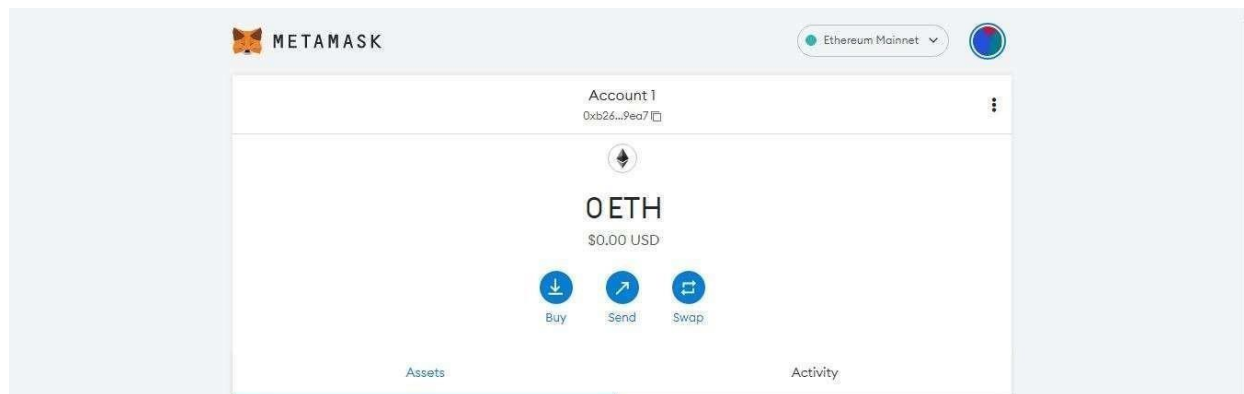 METAMASK
Ethereum Mainnet
Account 1
0xb26...9ea7
0 ETH
$0.00 USD
Buy
Send
Swap
Assets
Activity